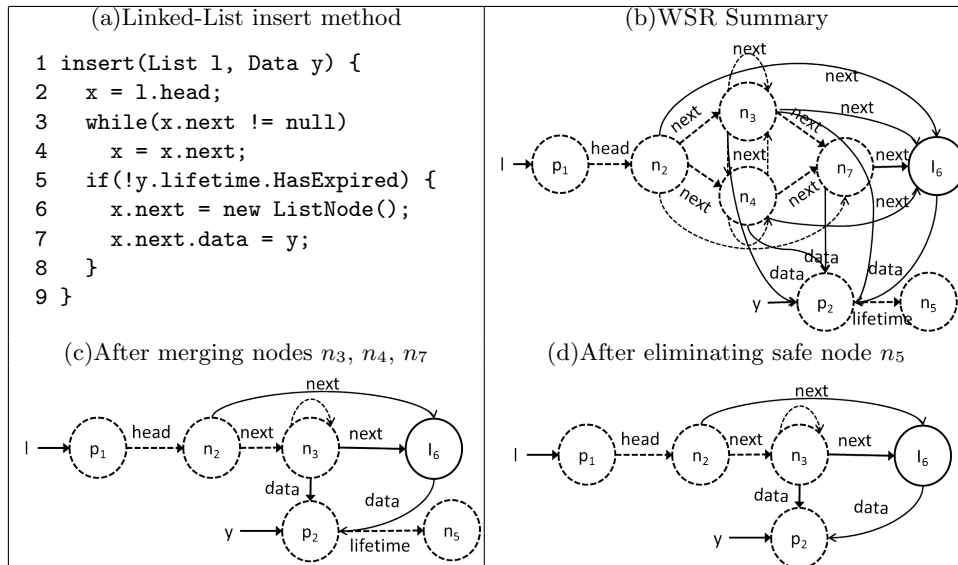 (a)Linked-List insert method
1 insert(List l, Data y) {
2 x = l.head;
3 while(x.next != null)
4 x = x.next;
5 if(!y.lifetime.HasExpired) {
6 x.next = new ListNode();
7 x.next.data = y;
8 }
9 }
(b)WSR Summary
next
next
n3
next
next
next
l
p1
head
n2
next
n7
next
l6
next
n4
next
next
next
data
data
data
y
p2
lifetime
n5
(c)After merging nodes n3, n4, n7
next
l
p1
head
n2
next
n3
next
l6
data
data
y
p2
lifetime
n5
(d)After eliminating safe node n5
next
l
p1
head
n2
next
n3
next
l6
data
data
y
p2